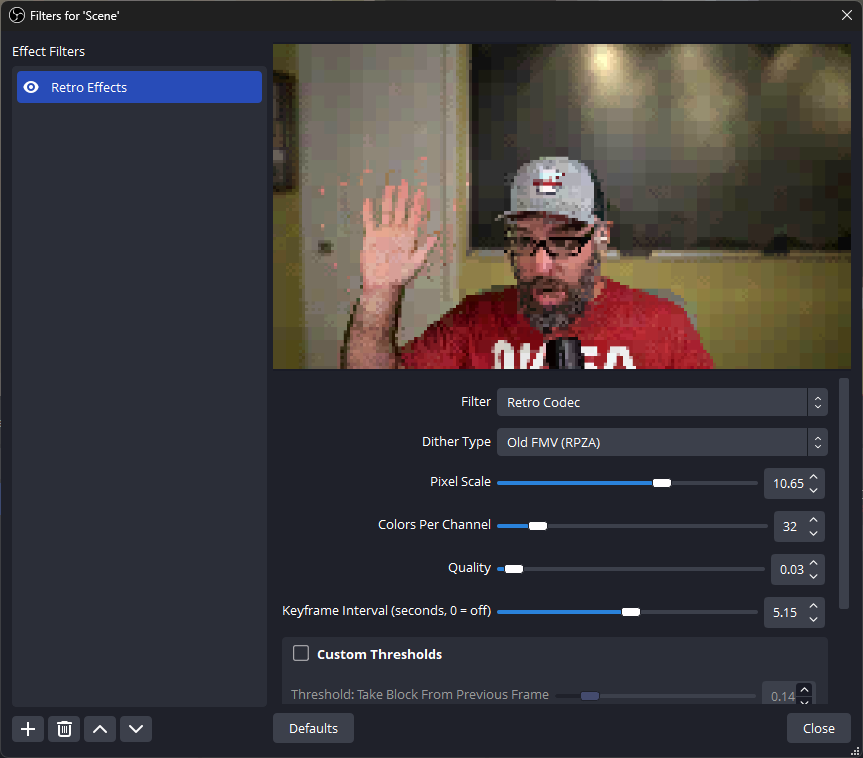 Filters for 'Scene'
Effect Filters
Retro Effects
Filter
Retro Codec
Dither Type
Old FMV (RPZA)
Pixel Scale
10.65
Colors Per Channel
32
Quality
0.03
Keyframe Interval (seconds, 0 = off)
5.15
Custom Thresholds
Threshold: Take Block From Previous Frame
0.14
Defaults
Close